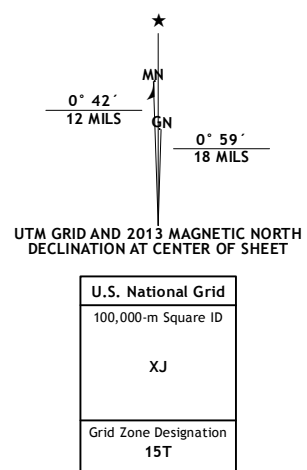 ★
MN
GN
0° 42´
12 MILS
0° 59´
18 MILS
UTM GRID AND 2013 MAGNETIC NORTH
DECLINATION AT CENTER OF SHEET
U.S. National Grid
100,000-m Square ID
XJ
Grid Zone Designation
15T